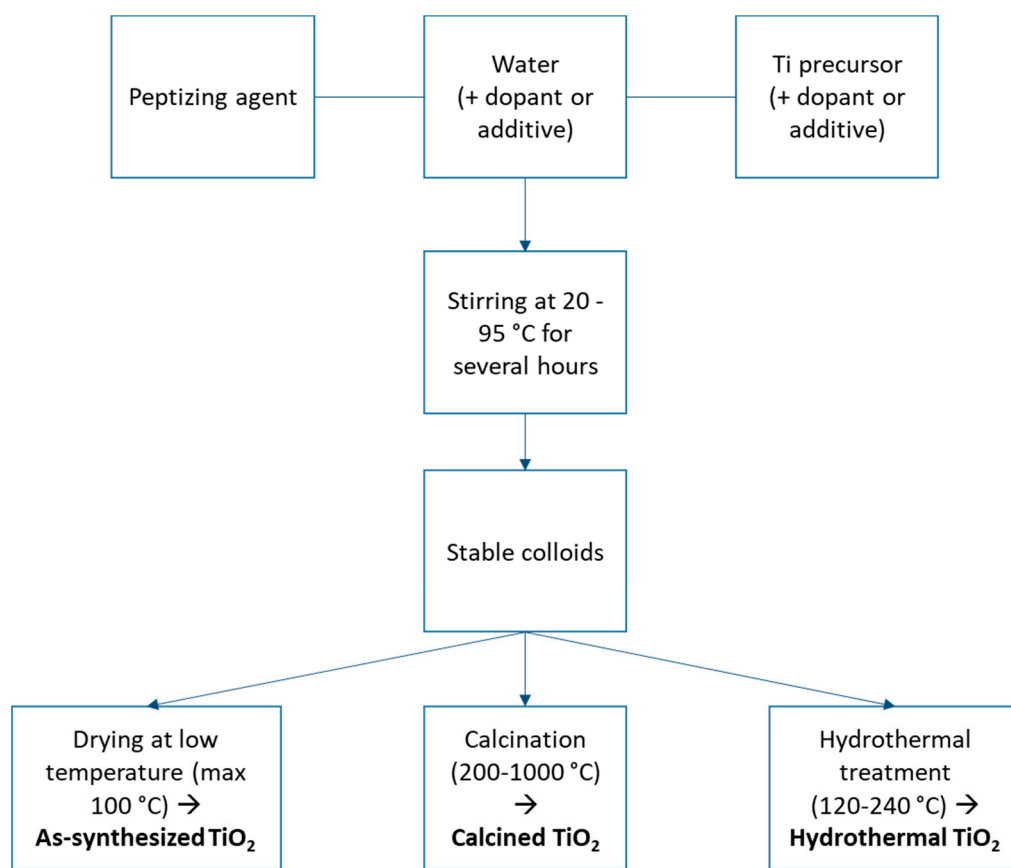 Peptizing agent
Water
(+ dopant or
additive)
Ti precursor
(+ dopant or
additive)
Stirring at 20 -
95 °C for
several hours
Stable colloids
Drying at low
temperature (max
100 °C) →
As-synthesized TiO₂
Calcination
(200-1000 °C)
→
Calcined TiO₂
Hydrothermal
treatment
(120-240 °C) →
Hydrothermal TiO₂